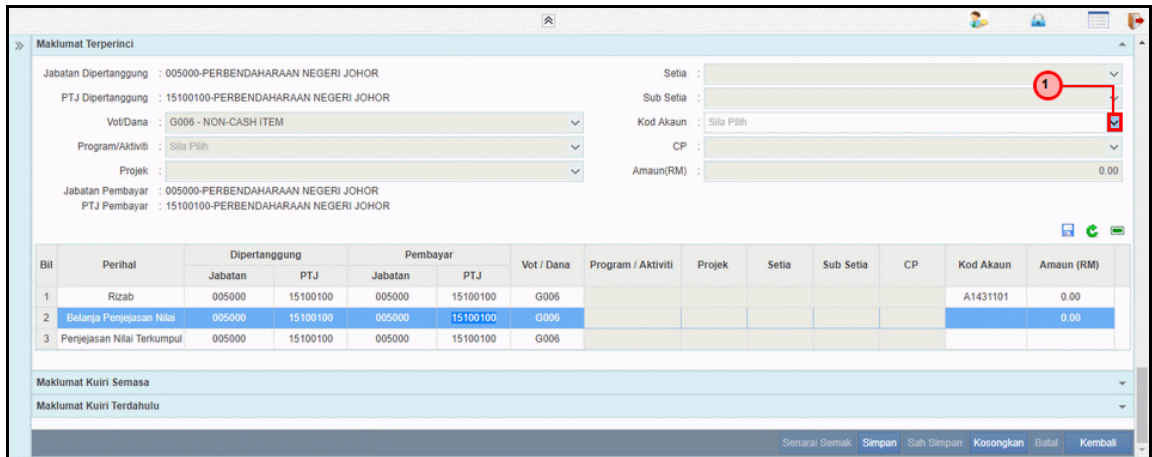 Maklumat Terperinci
Jabatan Dipertanggung : 005000-PERBENDAHARAAN NEGERI JOHOR Setia :
1
PTJ Dipertanggung : 15100100-PERBENDAHARAAN NEGERI JOHOR Sub Setia :
Vot/Dana : G006 - NON-CASH ITEM Kod Akaun : Sila Pilih
Program/Aktiviti : Sila Pilih CP :
Projek : Amaun(RM) : 0.00
Jabatan Pembayar : 005000-PERBENDAHARAAN NEGERI JOHOR
PTJ Pembayar : 15100100-PERBENDAHARAAN NEGERI JOHOR
Bil Perihal Dipertanggung Pembayar Vot / Dana Program / Aktiviti Projek Setia Sub Setia CP Kod Akaun Amaun (RM)
Jabatan PTJ Jabatan PTJ
1 Rizab 005000 15100100 005000 15100100 G006 A1431101 0.00
2 Belanja Penjejasan Nilai 005000 15100100 005000 15100100 G006 0.00
3 Penjejasan Nilai Terkumpul 005000 15100100 005000 15100100 G006
Maklumat Kuiri Semasa
Maklumat Kuiri Terdahulu
Senarai Semak Simpan Sah Simpan Kosongkan Batal Kembali